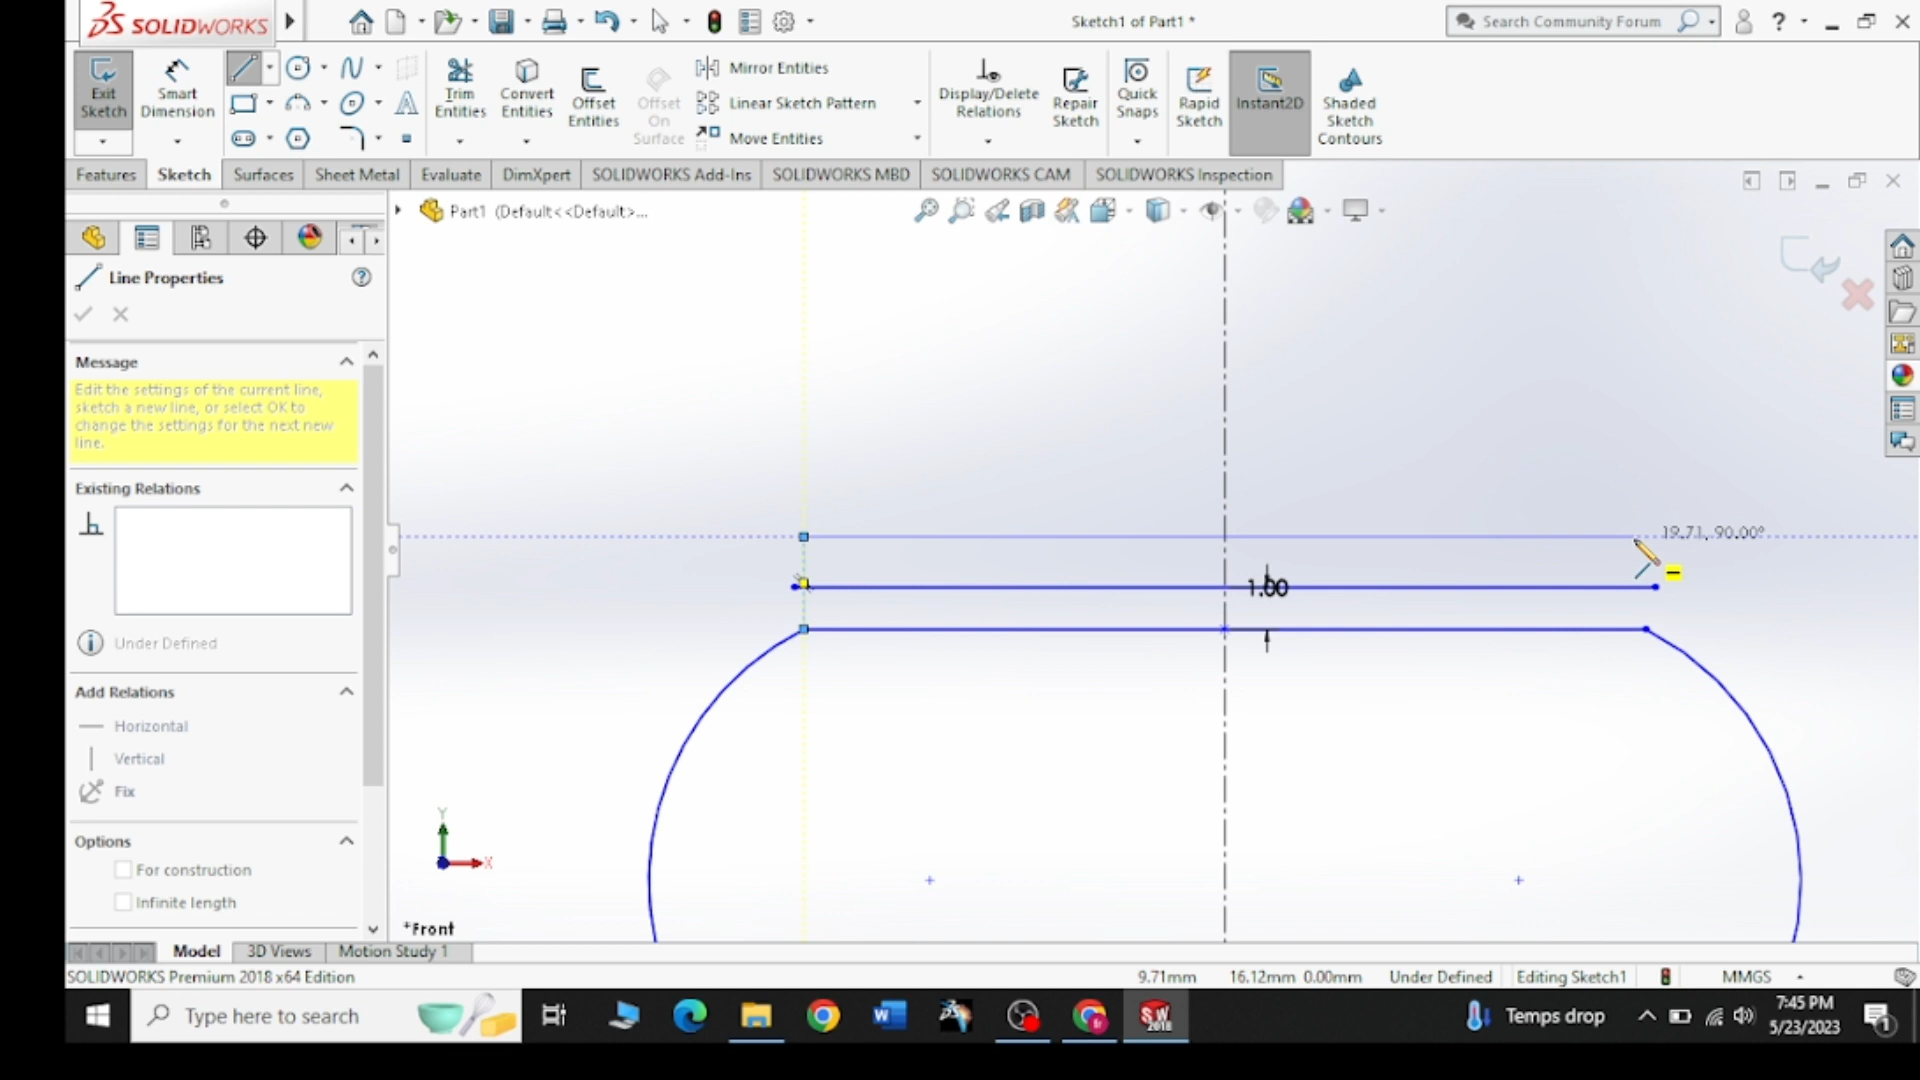 SOLIDWORKS
Sketch1 of Part1 *
Search Community Forum
Exit Sketch
Smart Dimension
Trim Entities
Convert Entities
Offset Entities
Offset On Surface
Mirror Entities
Linear Sketch Pattern
Move Entities
Display/Delete Relations
Repair Sketch
Quick Snaps
Rapid Sketch
Instant2D
Shaded Sketch Contours
Features
Sketch
Surfaces
Sheet Metal
Evaluate
DimXpert
SOLIDWORKS Add-Ins
SOLIDWORKS MBD
SOLIDWORKS CAM
SOLIDWORKS Inspection
Part1 (Default<<Default>...
Line Properties
Message
Edit the settings of the current line,
sketch a new line, or select OK to
change the settings for the next new
line.
Existing Relations
Under Defined
Add Relations
Horizontal
Vertical
Fix
Options
For construction
Infinite length
19.71, 90.00°
1.00
Y
X
*Front
Model
3D Views
Motion Study 1
SOLIDWORKS Premium 2018 x64 Edition
9.71mm
16.12mm 0.00mm
Under Defined
Editing Sketch1
MMGS
Type here to search
Temps drop
7:45 PM
5/23/2023
1